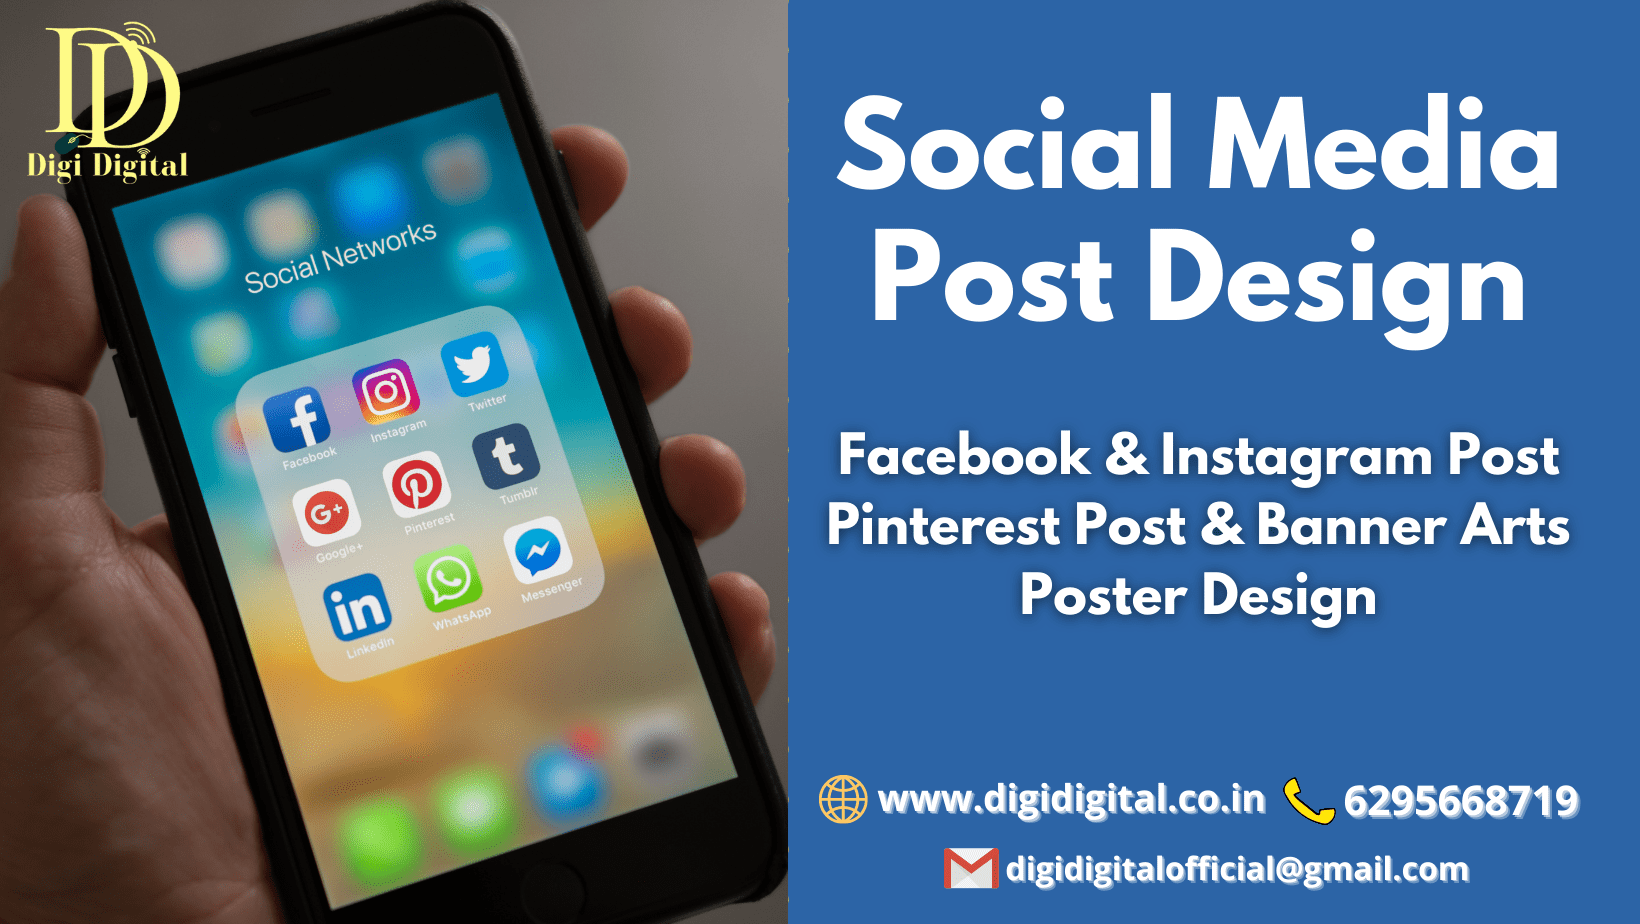 DD
Digi Digital
Social Networks
Facebook
Instagram
Twitter
Google+
Pinterest
Tumblr
LinkedIn
WhatsApp
Messenger
Social Media
Post Design
Facebook & Instagram Post
Pinterest Post & Banner Arts
Poster Design
www.digidigital.co.in
6295668719
digidigitalofficial@gmail.com